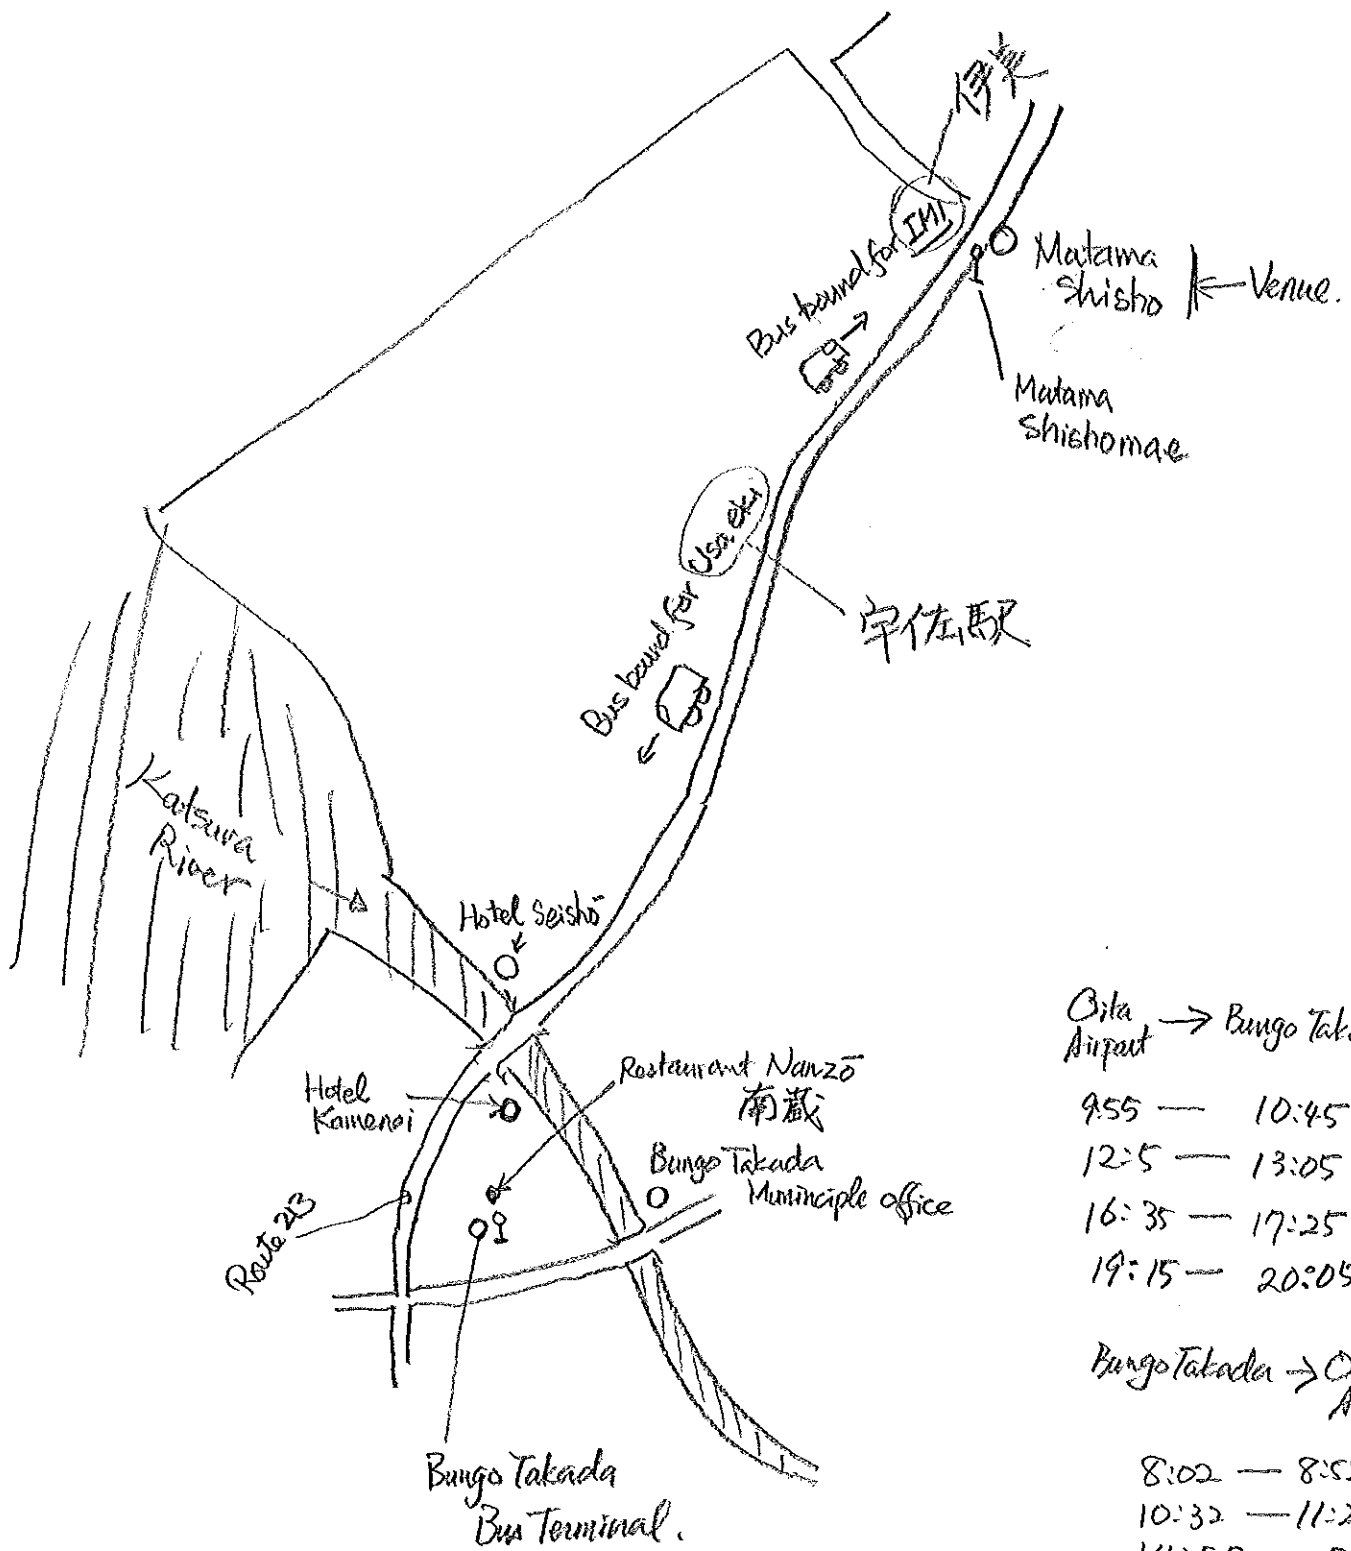 伊美
Bus bound for IMI
Matama
Shisho
Venue.
Matama
Shishomae
Bus bound for Usa eki
宇佐駅
Katsura
River
Hotel Seishō
Hotel
Kamenoi
Restaurant Nanzō
南蔵
Bungo Takada
Muninciple office
Route 213
Bungo Takada
Bus Terminal.
Oita
Airport → Bungo Tak
9:55 — 10:45
12:5 — 13:05
16:35 — 17:25
19:15 — 20:05
Bungo Takada →
8:02 — 8:5
10:32 — 11:2